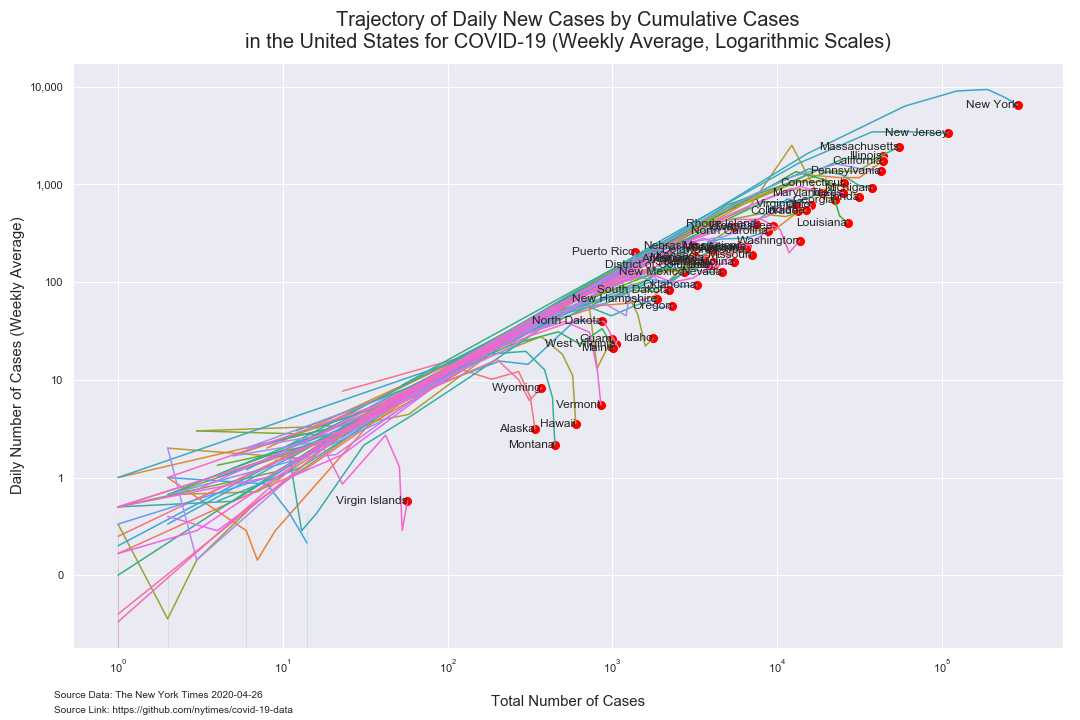 Trajectory of Daily New Cases by Cumulative Cases
in the United States for COVID-19 (Weekly Average, Logarithmic Scales)
Daily Number of Cases (Weekly Average)
10,000
1,000
100
10
1
0
New York
New Jersey
Massachusetts
Illinois
California
Pennsylvania
Connecticut
Michigan
Maryland
Texas
Georgia
Virginia
Colorado
Louisiana
Rhode Island
North Carolina
Washington
Puerto Rico
Nebraska
Missouri
District of Columbia
New Mexico
Nevada
Oklahoma
South Dakota
New Hampshire
Oregon
North Dakota
Guam
Idaho
West Virginia
Maine
Wyoming
Vermont
Alaska
Hawaii
Montana
Virgin Islands
10⁰
10¹
10²
10³
10⁴
10⁵
Total Number of Cases
Source Data: The New York Times 2020-04-26
Source Link: https://github.com/nytimes/covid-19-data